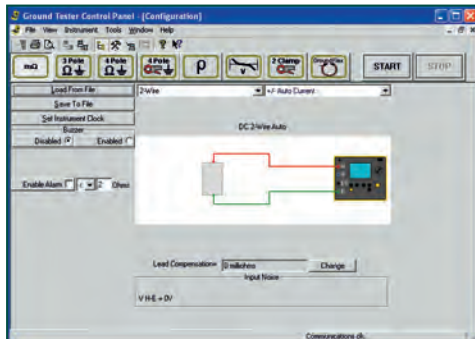 Ground Tester Control Panel - [Configuration]
File View Instrument Tools Window Help
mΩ
3 Pole
Ω
4 Pole
Ω
4 Pole
ρ
V
2 Clamp
GroundFlex
START
STOP
Load From File
Save To File
Set Instrument Clock
Buzzer
Disabled
Enabled
Enable Alarm
<
2
Ohms
2-Wire
+/- Auto Current
DC 2-Wire Auto
Lead Compensation=
0 milliohms
Change
Input Noise
V H-E = 0V
Communications ok.